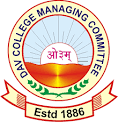 DAV COLLEGE MANAGING COMMITTEE
ओ३म्
Estd 1886